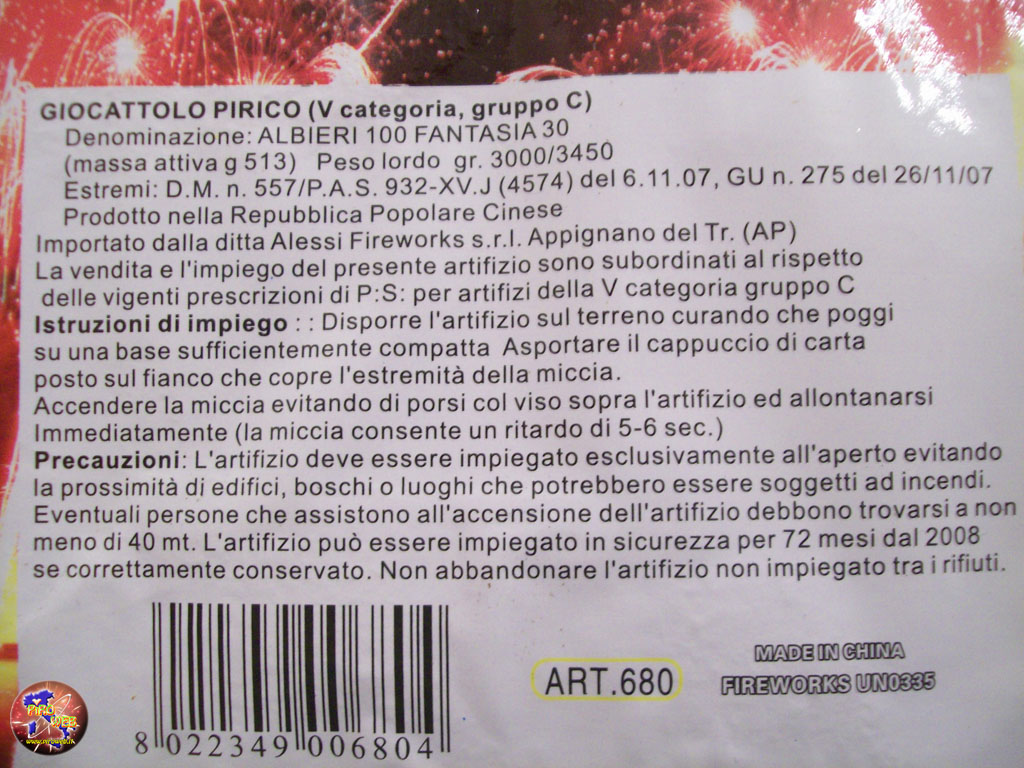 GIOCATTOLO PIRICO (V categoria, gruppo C)
Denominazione: ALBIERI 100 FANTASIA 30
(massa attiva g 513) Peso lordo gr. 3000/3450
Estremi: D.M. n. 557/P.A.S. 932-XV.J (4574) del 6.11.07, GU n. 275 del 26/11/07
Prodotto nella Repubblica Popolare Cinese
Importato dalla ditta Alessi Fireworks s.r.l. Appignano del Tr. (AP)
La vendita e l'impiego del presente artifizio sono subordinati al rispetto
delle vigenti prescrizioni di P:S: per artifizi della V categoria gruppo C
Istruzioni di impiego : : Disporre l'artifizio sul terreno curando che poggi
su una base sufficientemente compatta Asportare il cappuccio di carta
posto sul fianco che copre l'estremità della miccia.
Accendere la miccia evitando di porsi col viso sopra l'artifizio ed allontanarsi
Immediatamente (la miccia consente un ritardo di 5-6 sec.)
Precauzioni: L'artifizio deve essere impiegato esclusivamente all'aperto evitando
la prossimità di edifici, boschi o luoghi che potrebbero essere soggetti ad incendi.
Eventuali persone che assistono all'accensione dell'artifizio debbono trovarsi a non
meno di 40 mt. L'artifizio può essere impiegato in sicurezza per 72 mesi dal 2008
se correttamente conservato. Non abbandonare l'artifizio non impiegato tra i rifiuti.
MADE IN CHINA
ART.680
FIREWORKS UN0335
8 022349 006804
PIRO
WEB
www.piroweb.it